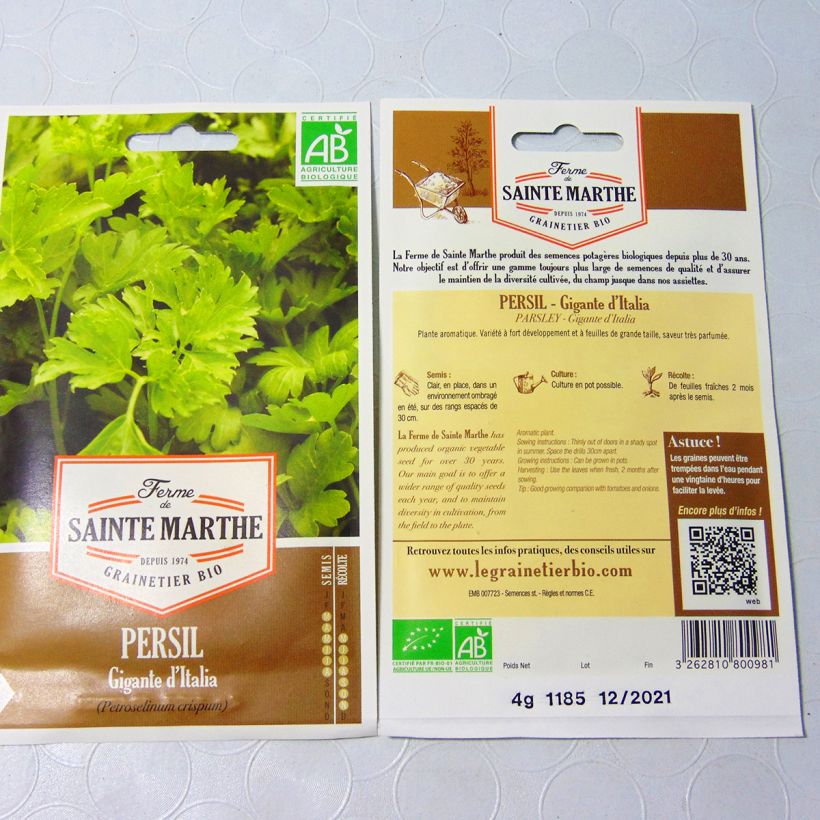 CERTIFIÉ
AB
AGRICULTURE
BIOLOGIQUE
Ferme
de
SAINTE MARTHE
DEPUIS 1974
GRAINETIER BIO
SEMIS
RÉCOLTE
J F M A M J J A S O N D
J F M A M J J A S O N D
PERSIL
Gigante d'Italia
(Petroselinum crispum)
Ferme
de
SAINTE MARTHE
DEPUIS 1974
GRAINETIER BIO
La Ferme de Sainte Marthe produit des semences potagères biologiques depuis plus de 30 ans.
Notre objectif est d'offrir une gamme toujours plus large de semences de qualité et d'assurer
le maintien de la diversité cultivée, du champ jusque dans nos assiettes.
PERSIL - Gigante d'Italia
PARSLEY - Gigante d'Italia
Plante aromatique. Variété à fort développement et à feuilles de grande taille, saveur très parfumée.
Semis :
Clair, en place, dans un
environnement ombragé
en été, sur des rangs espacés de
30 cm.
Culture :
Culture en pot possible.
Récolte :
De feuilles fraîches 2 mois
après le semis.
La Ferme de Sainte Marthe has
produced organic vegetable
seed for over 30 years.
Our main goal is to offer a
wider range of quality seeds
each year, and to maintain
diversity in cultivation, from
the field to the plate.
Aromatic plant.
Sowing instructions : Thinly out of doors in a shady spot
in summer. Space the drills 30cm apart.
Growing instructions : Can be grown in pots.
Harvesting : Use the leaves when fresh, 2 months after
sowing.
Tip : Good growing companion with tomatoes and onions.
Astuce !
Les graines peuvent être
trempées dans l'eau pendant
une vingtaine d'heures pour
faciliter la levée.
Encore plus d'infos !
web
Retrouvez toutes les infos pratiques, des conseils utiles sur
www.legrainetierbio.com
EMB 007723 - Semences st. - Règles et normes C.E.
CERTIFIÉ PAR FR-BIO-01
AGRICULTURE UE/NON-UE
CERTIFIÉ
AB
AGRICULTURE
BIOLOGIQUE
Poids Net
Lot
Fin
3 262810 800981
4g 1185 12/2021